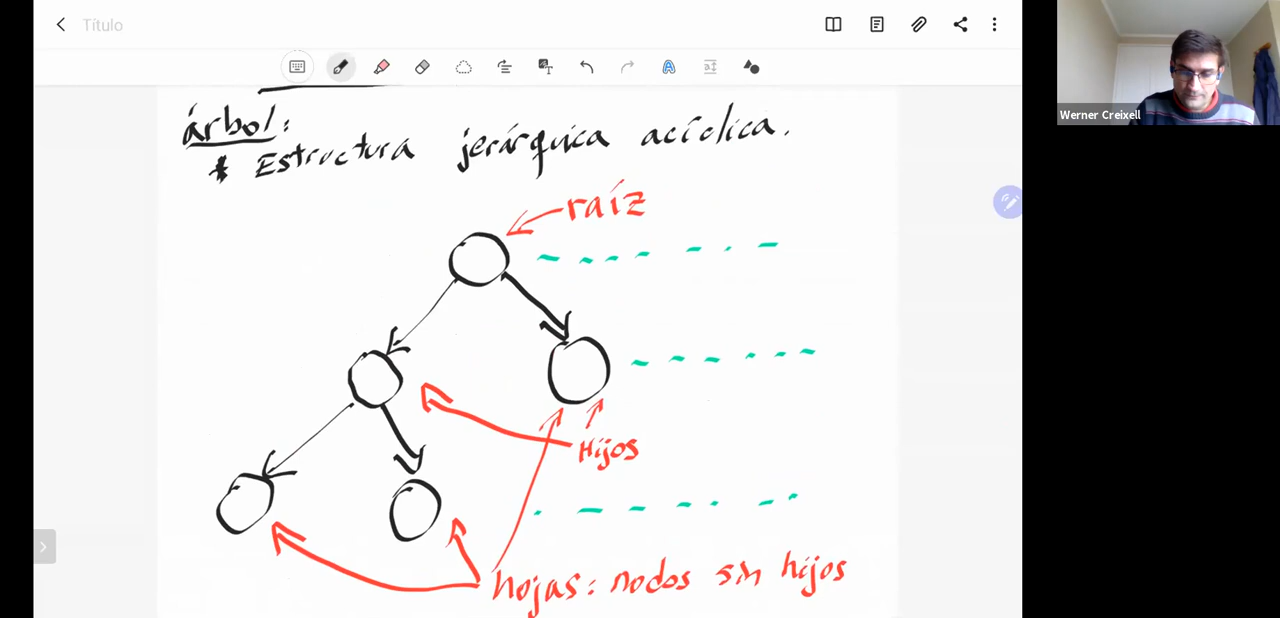 Título
Werner Creixell
árbol:
* Estructura jerárquica acíclica.
raíz
Hijos
hojas: nodos sin hijos